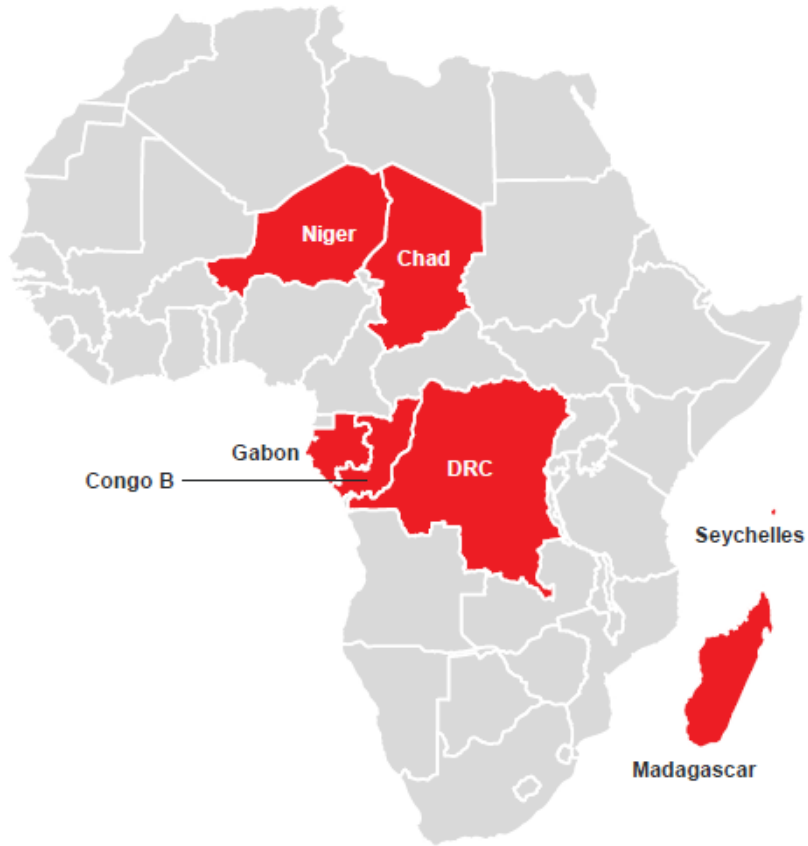 Niger
Chad
Gabon
DRC
Congo B
Seychelles
Madagascar